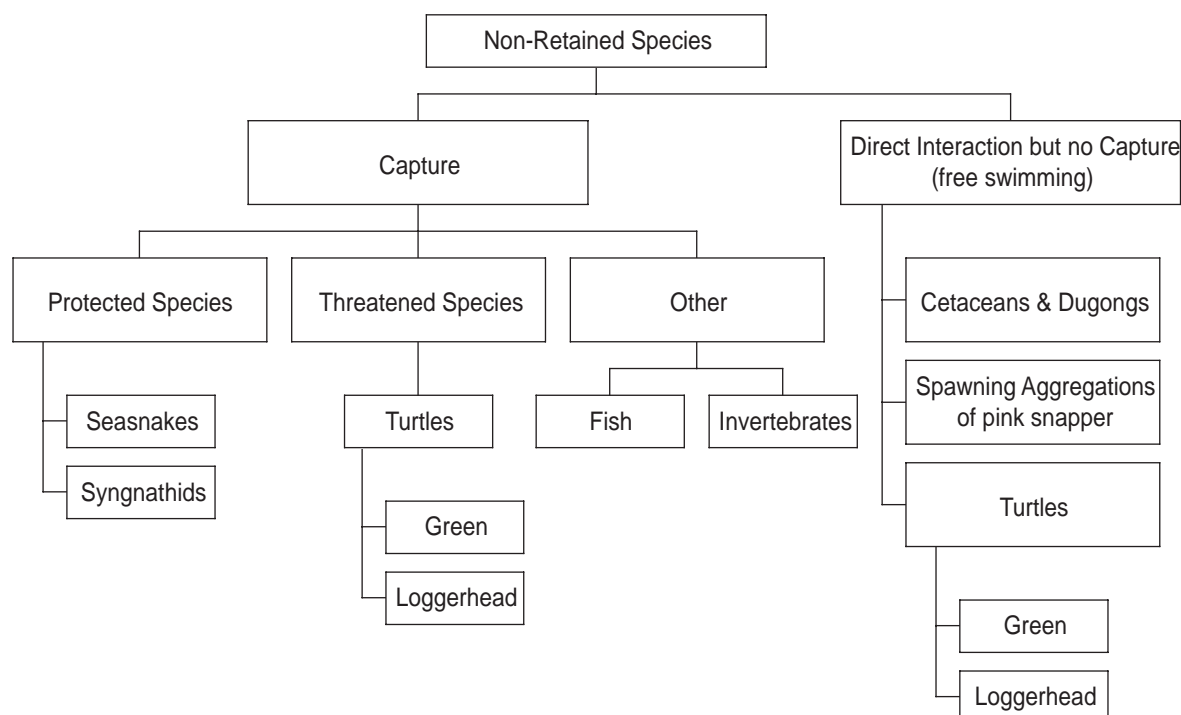 Non-Retained Species
Capture
Direct Interaction but no Capture
(free swimming)
Protected Species
Threatened Species
Other
Cetaceans & Dugongs
Seasnakes
Turtles
Fish
Invertebrates
Spawning Aggregations
of pink snapper
Syngnathids
Green
Turtles
Loggerhead
Green
Loggerhead